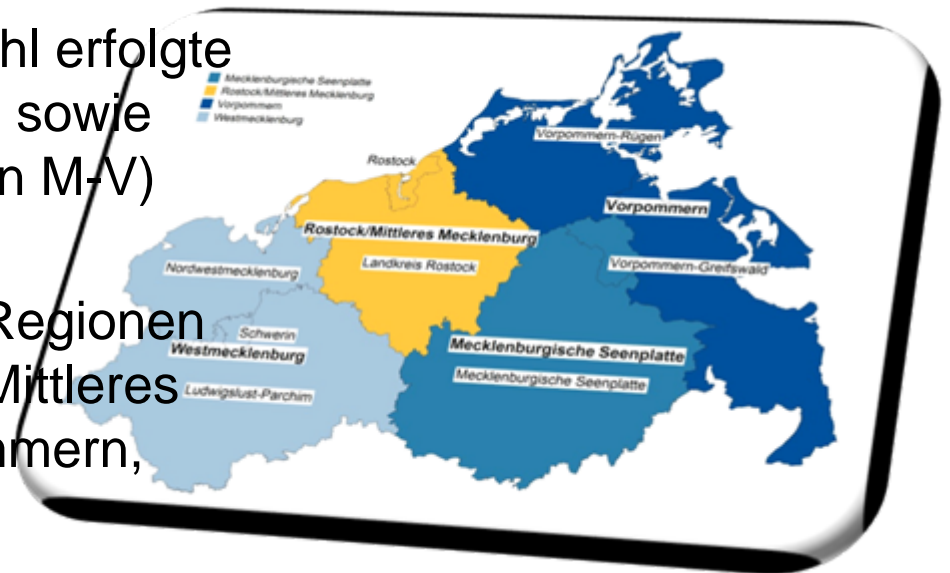 hl erfolgte
sowie
n M-V)
Regionen
Mittleres
mmern,
Mecklenburgische Seenplatte
Rostock/Mittleres Mecklenburg
Vorpommern
Westmecklenburg
Rostock
Vorpommern-Rügen
Vorpommern
Rostock/Mittleres Mecklenburg
Landkreis Rostock
Vorpommern-Greifswald
Nordwestmecklenburg
Schwerin
Westmecklenburg
Ludwigslust-Parchim
Mecklenburgische Seenplatte
Mecklenburgische Seenplatte